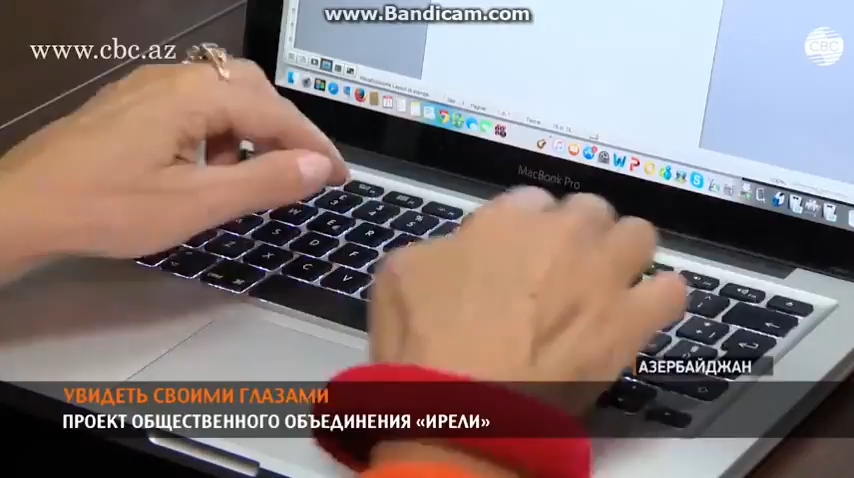 www.Bandicam.com
www.cbc.az
CBC
MacBook Pro
АЗЕРБАЙДЖАН
УВИДЕТЬ СВОИМИ ГЛАЗАМИ
ПРОЕКТ ОБЩЕСТВЕННОГО ОБЪЕДИНЕНИЯ «ИРЕЛИ»